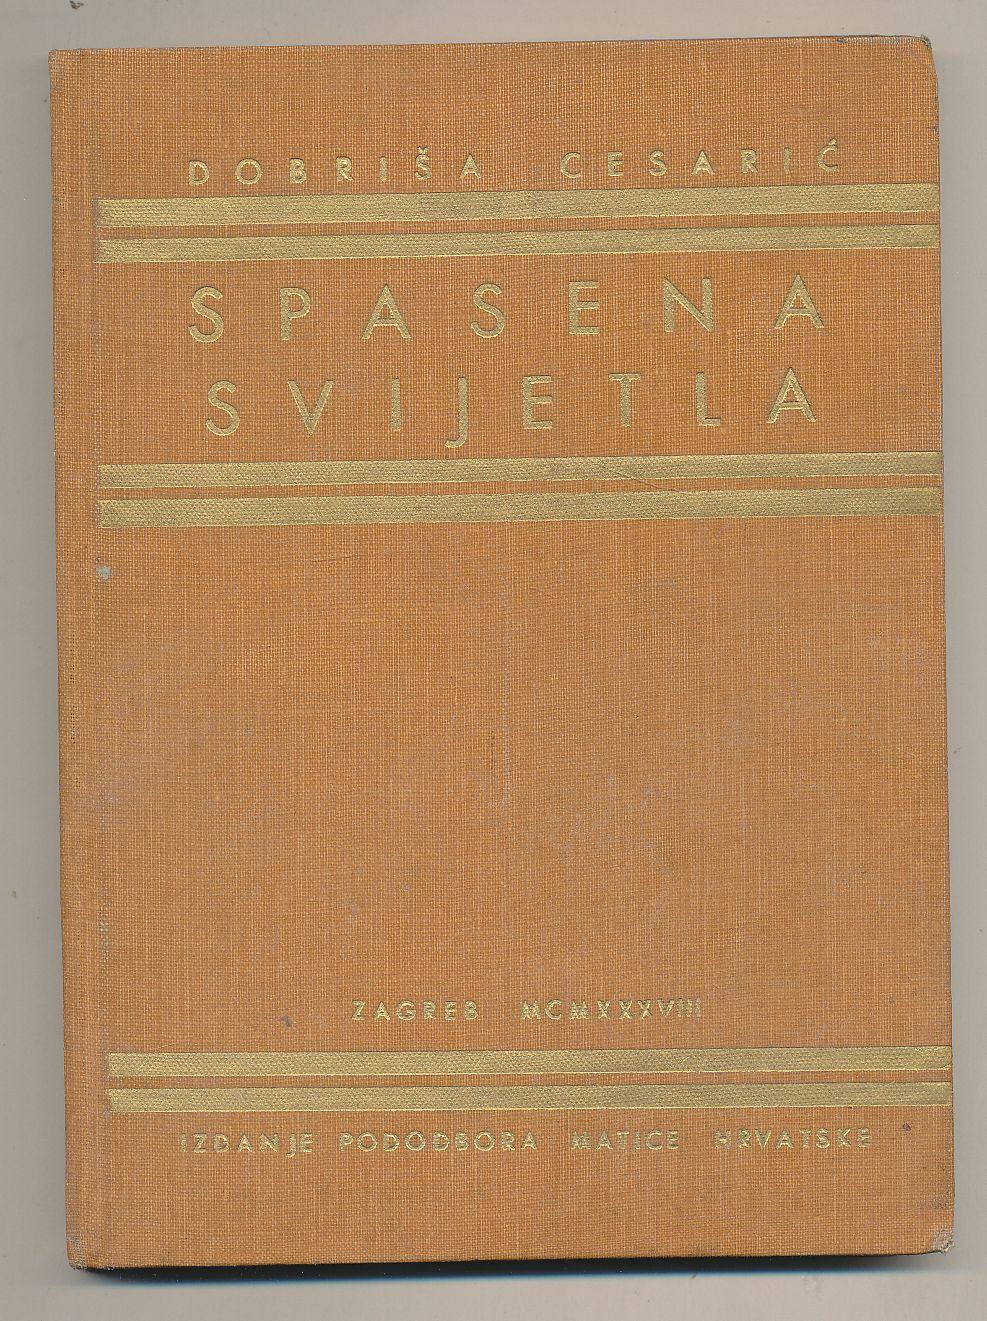 DOBRIŠA CESARIĆ
SPASENA
SVIJETLA
ZAGREB MCMXXXVIII
IZDANJE PODODBORA MATICE HRVATSKE